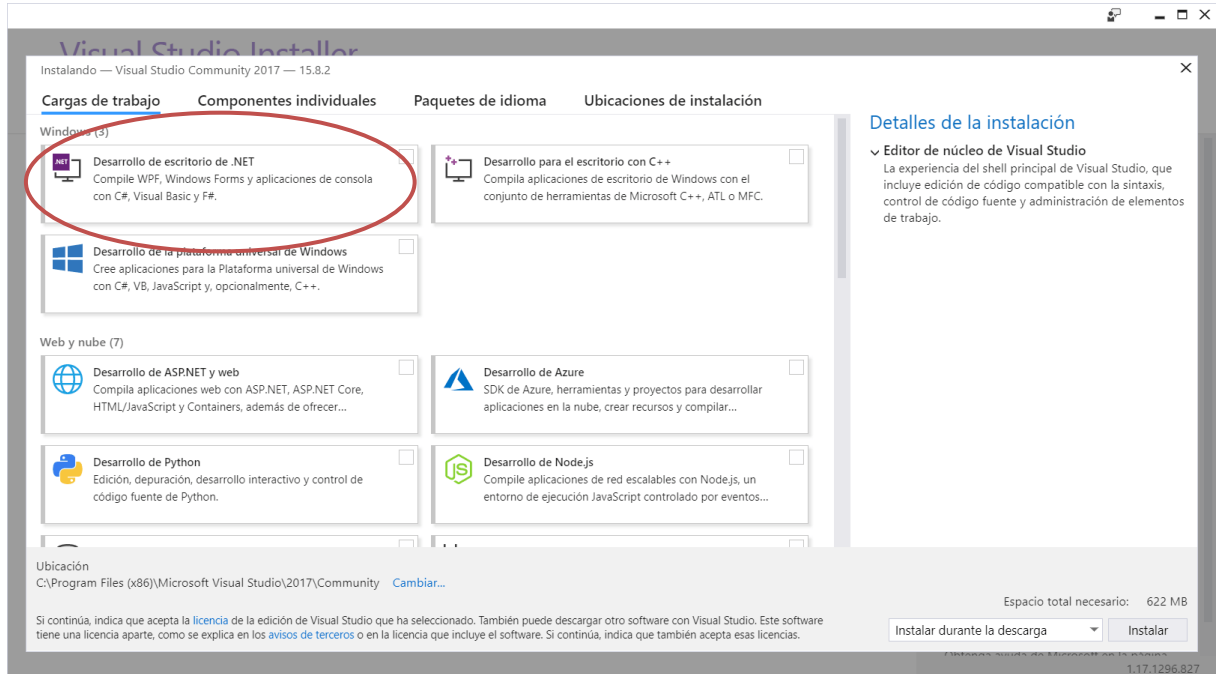 Visual Studio Installer
Instalando — Visual Studio Community 2017 — 15.8.2
Cargas de trabajo Componentes individuales Paquetes de idioma Ubicaciones de instalación
Windows (3)
.NET
Desarrollo de escritorio de .NET
Compile WPF, Windows Forms y aplicaciones de consola
con C#, Visual Basic y F#.
Desarrollo para el escritorio con C++
Compila aplicaciones de escritorio de Windows con el
conjunto de herramientas de Microsoft C++, ATL o MFC.
Desarrollo de la plataforma universal de Windows
Cree aplicaciones para la Plataforma universal de Windows
con C#, VB, JavaScript y, opcionalmente, C++.
Web y nube (7)
Desarrollo de ASP.NET y web
Compila aplicaciones web con ASP.NET, ASP.NET Core,
HTML/JavaScript y Containers, además de ofrecer...
Desarrollo de Azure
SDK de Azure, herramientas y proyectos para desarrollar
aplicaciones en la nube, crear recursos y compilar...
Desarrollo de Python
Edición, depuración, desarrollo interactivo y control de
código fuente de Python.
JS
Desarrollo de Node.js
Compile aplicaciones de red escalables con Node.js, un
entorno de ejecución JavaScript controlado por eventos...
Detalles de la instalación
Editor de núcleo de Visual Studio
La experiencia del shell principal de Visual Studio, que
incluye edición de código compatible con la sintaxis,
control de código fuente y administración de elementos
de trabajo.
Ubicación
C:\Program Files (x86)\Microsoft Visual Studio\2017\Community Cambiar...
Si continúa, indica que acepta la licencia de la edición de Visual Studio que ha seleccionado. También puede descargar otro software con Visual Studio. Este software
tiene una licencia aparte, como se explica en los avisos de terceros o en la licencia que incluye el software. Si continúa, indica que también acepta esas licencias.
Espacio total necesario: 622 MB
Instalar durante la descarga Instalar
Obtenga ayuda de Microsoft en la página
1.17.1296.827